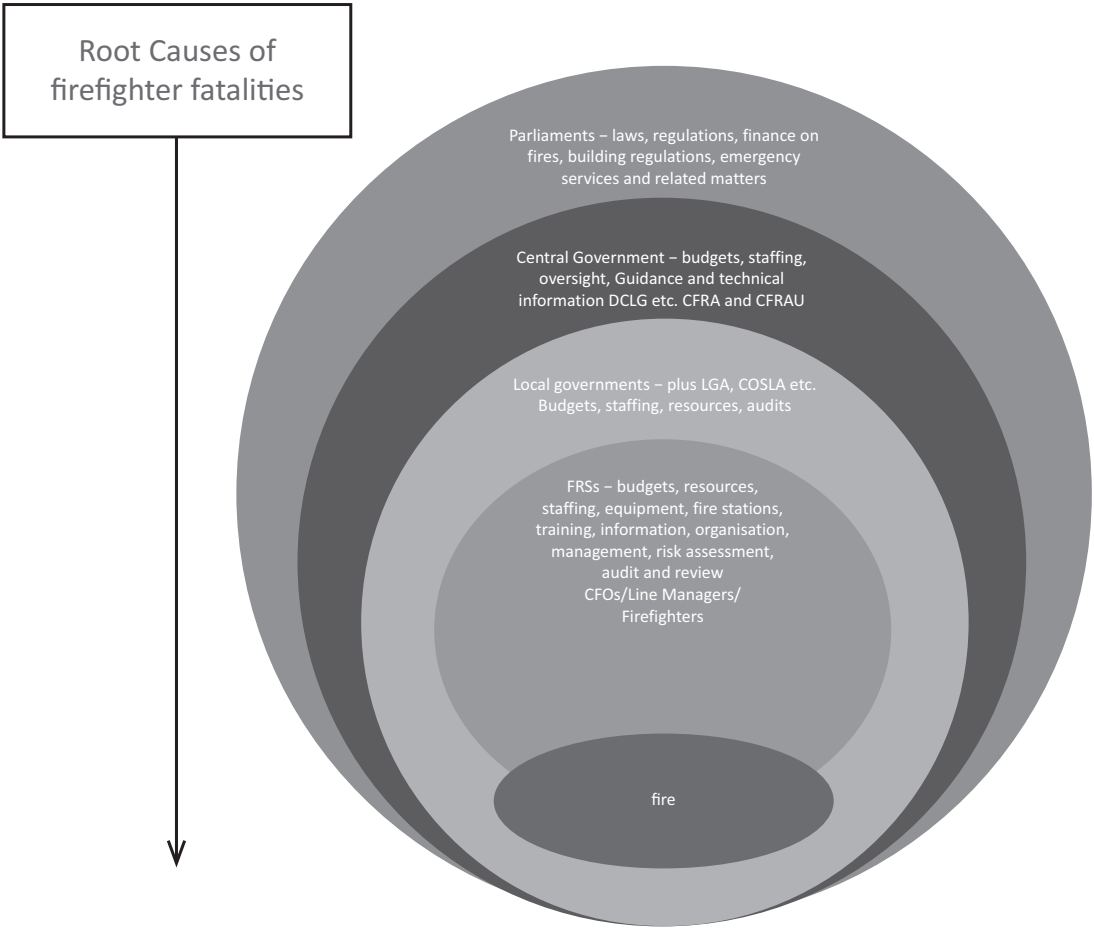 Root Causes of
firefighter fatalities
Parliaments – laws, regulations, finance on
fires, building regulations, emergency
services and related matters
Central Government – budgets, staffing,
oversight, Guidance and technical
information DCLG etc. CFRA and CFRAU
Local governments – plus LGA, COSLA etc.
Budgets, staffing, resources, audits
FRSs – budgets, resources,
staffing, equipment, fire stations,
training, information, organisation,
management, risk assessment,
audit and review
CFOs/Line Managers/
Firefighters
fire